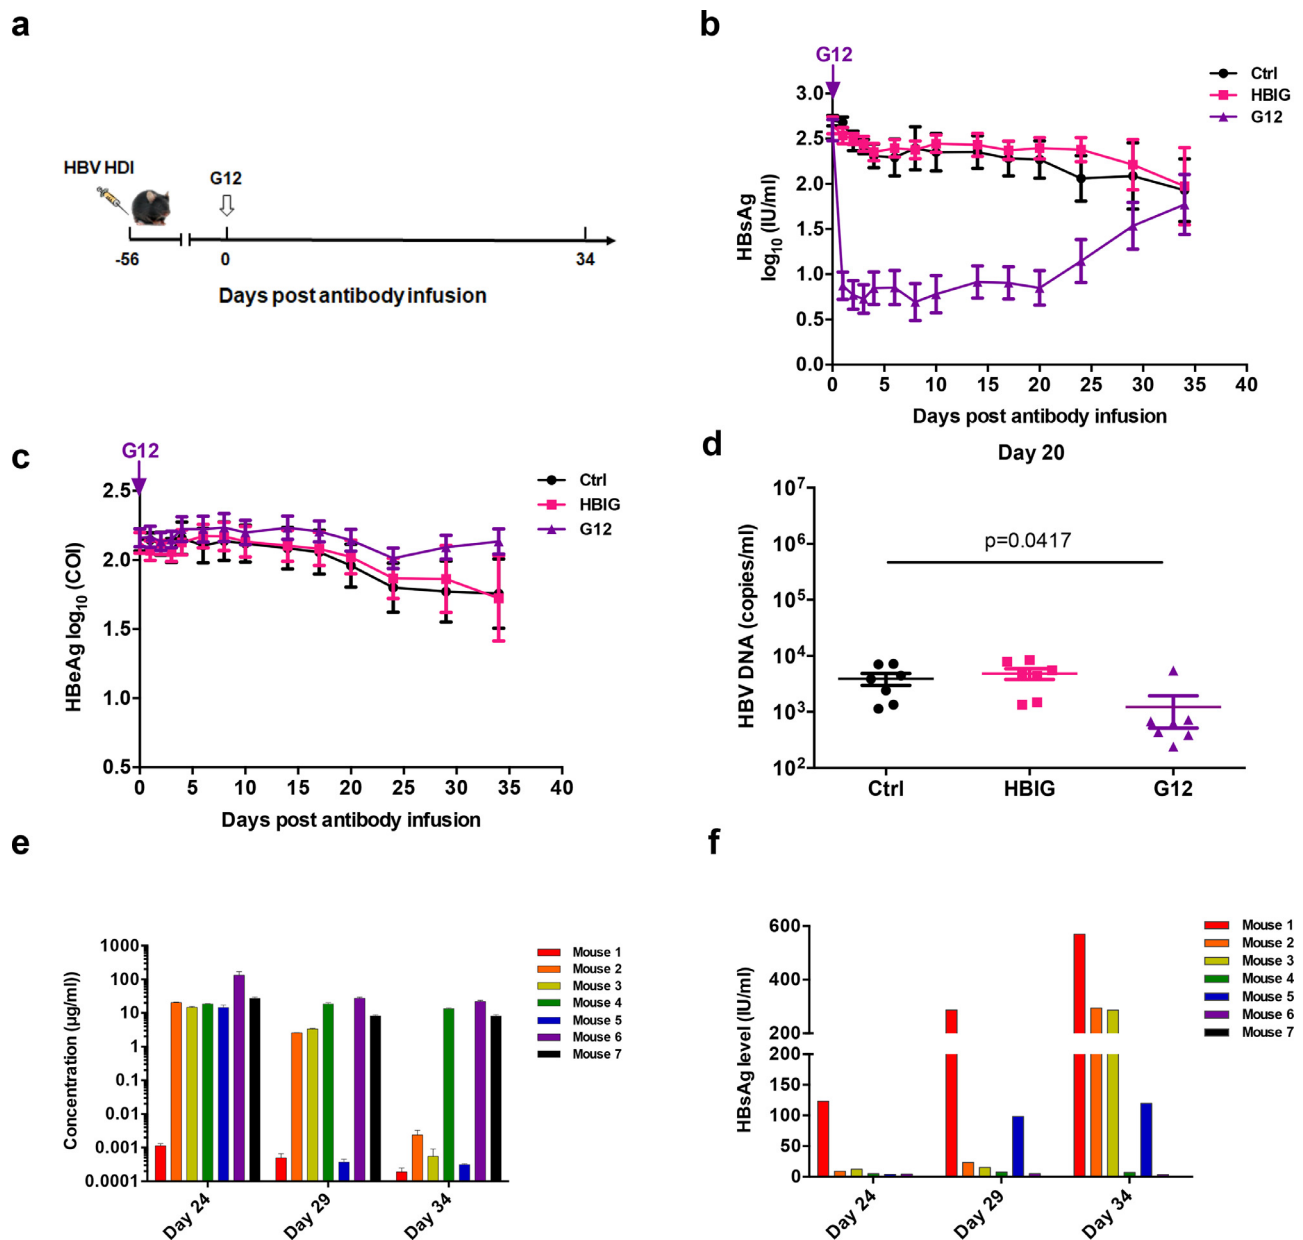 a
HBV HDI
G12
-56
0
34
Days post antibody infusion
b
G12
Ctrl
HBIG
G12
HBsAg
log10 (IU/ml)
3.0
2.5
2.0
1.5
1.0
0.5
0.0
0 5 10 15 20 25 30 35 40
Days post antibody infusion
c
G12
Ctrl
HBIG
G12
HBeAg log10 (COI)
2.5
2.0
1.5
1.0
0.5
0 5 10 15 20 25 30 35 40
Days post antibody infusion
d
Day 20
p=0.0417
HBV DNA (copies/ml)
10^7
10^6
10^5
10^4
10^3
10^2
Ctrl HBIG G12
e
Concentration (µg/ml))
1000
100
10
1
0.1
0.01
0.001
0.0001
Day 24 Day 29 Day 34
Mouse 1
Mouse 2
Mouse 3
Mouse 4
Mouse 5
Mouse 6
Mouse 7
f
HBsAg level (IU/ml)
600
400
200
200
150
100
50
0
Day 24 Day 29 Day 34
Mouse 1
Mouse 2
Mouse 3
Mouse 4
Mouse 5
Mouse 6
Mouse 7